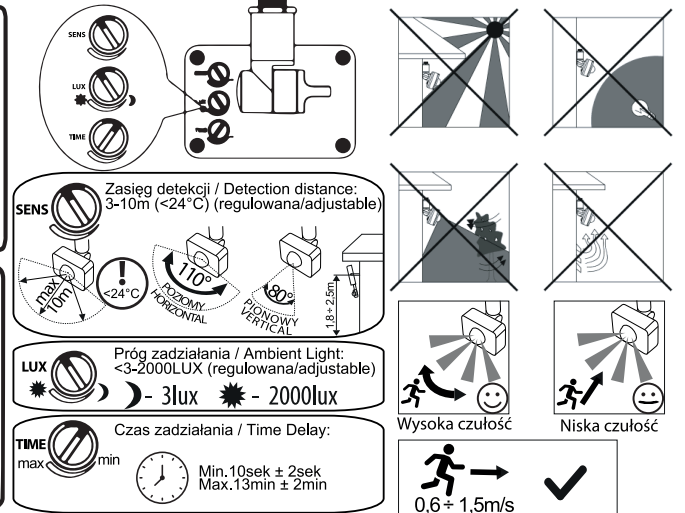 SENS
LUX
TIME
SENS
Zasięg detekcji / Detection distance:
3-10m (<24°C) (regulowana/adjustable)
max
10m
!
<24°C
110°
POZIOMY
HORIZONTAL
80°
PIONOWY
VERTICAL
1,8÷2,5m
LUX
Próg zadziałania / Ambient Light:
<3-2000LUX (regulowana/adjustable)
- 3lux
- 2000lux
TIME
max
min
Czas zadziałania / Time Delay:
Min.10sek ± 2sek
Max.13min ± 2min
Wysoka czułość
Niska czułość
0,6÷ 1,5m/s